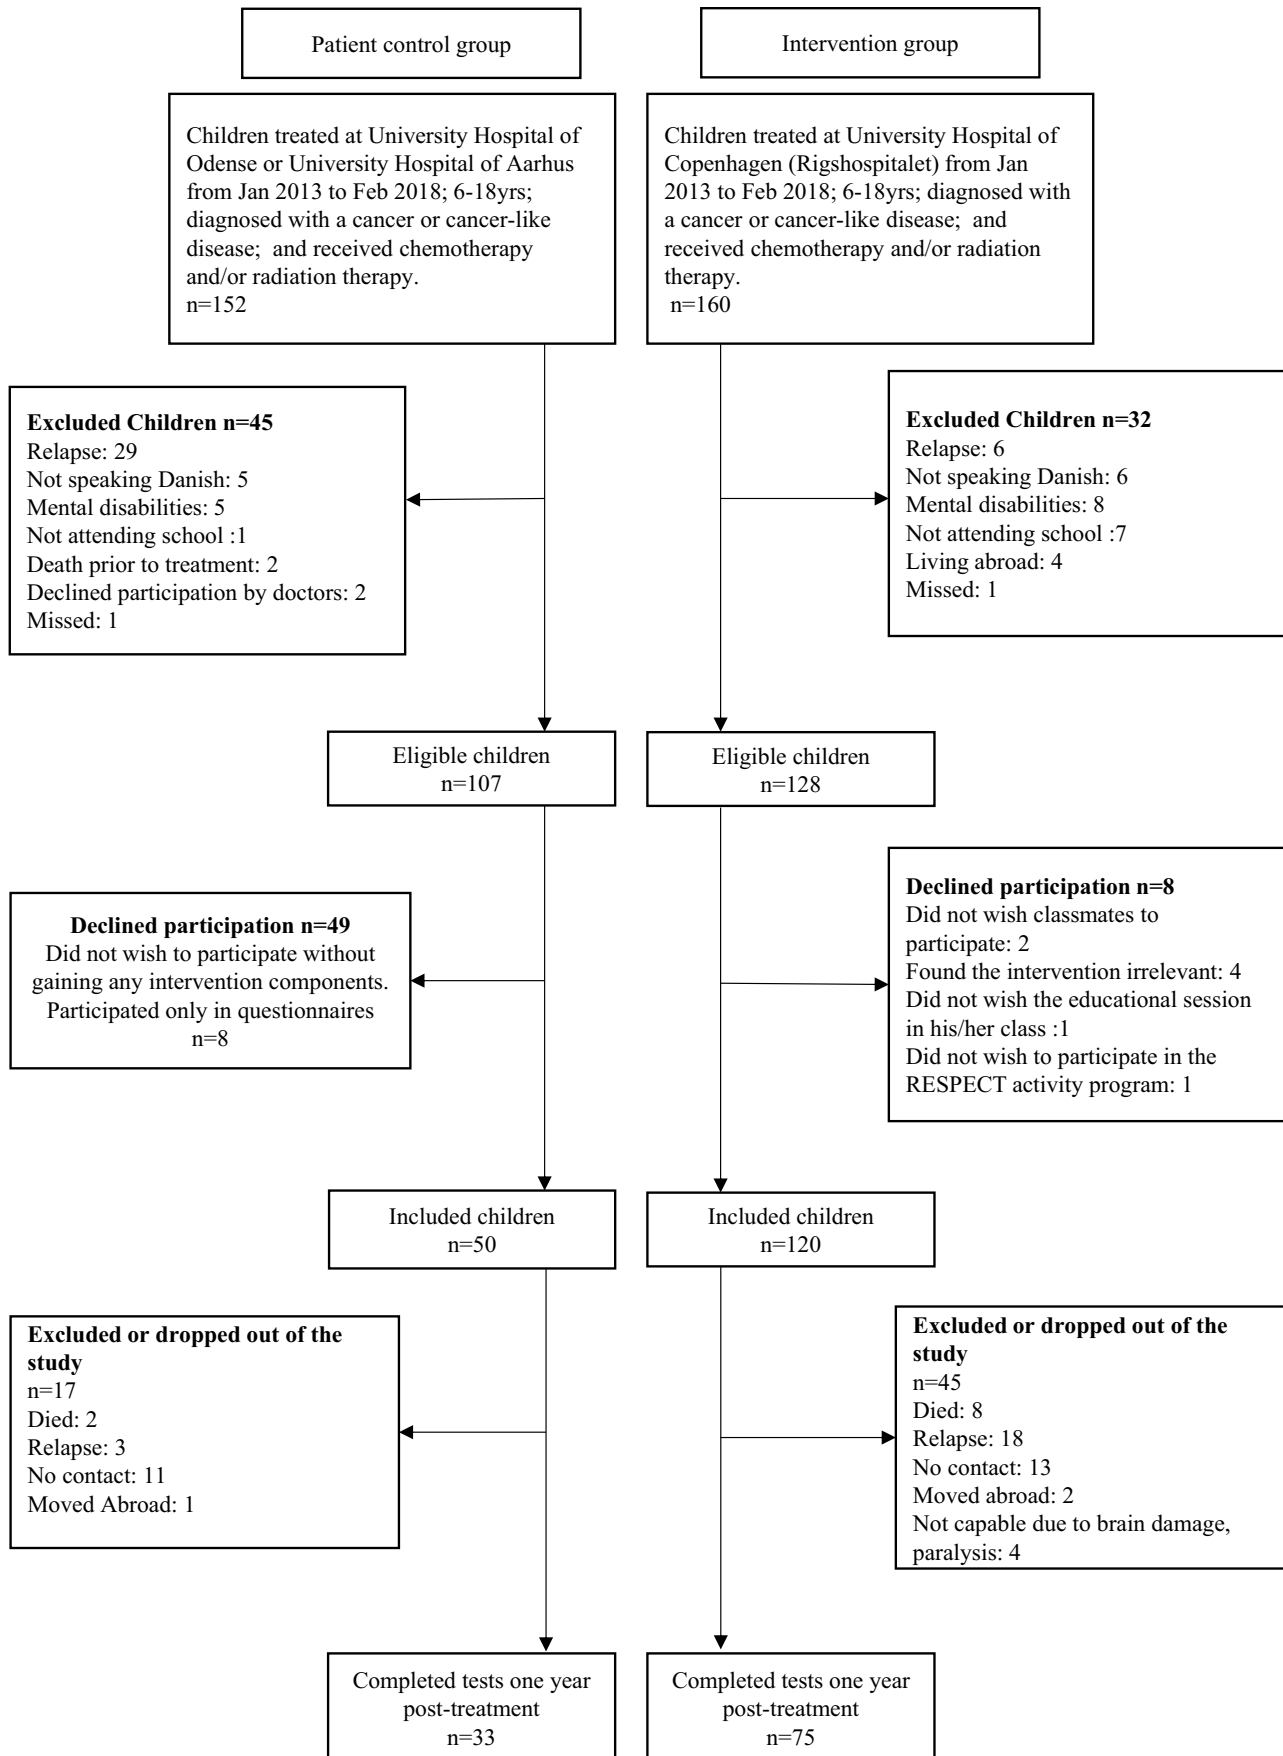 Patient control group
Intervention group
Children treated at University Hospital of
Odense or University Hospital of Aarhus
from Jan 2013 to Feb 2018; 6-18yrs;
diagnosed with a cancer or cancer-like
disease;  and received chemotherapy
and/or radiation therapy.
n=152
Children treated at University Hospital of
Copenhagen (Rigshospitalet) from Jan
2013 to Feb 2018; 6-18yrs; diagnosed with
a cancer or cancer-like disease;  and
received chemotherapy and/or radiation
therapy.
n=160
Excluded Children n=45
Relapse: 29
Not speaking Danish: 5
Mental disabilities: 5
Not attending school :1
Death prior to treatment: 2
Declined participation by doctors: 2
Missed: 1
Excluded Children n=32
Relapse: 6
Not speaking Danish: 6
Mental disabilities: 8
Not attending school :7
Living abroad: 4
Missed: 1
Eligible children
n=107
Eligible children
n=128
Declined participation n=49
Did not wish to participate without
gaining any intervention components.
Participated only in questionnaires
n=8
Declined participation n=8
Did not wish classmates to
participate: 2
Found the intervention irrelevant: 4
Did not wish the educational session
in his/her class :1
Did not wish to participate in the
RESPECT activity program: 1
Included children
n=50
Included children
n=120
Excluded or dropped out of the
study
n=17
Died: 2
Relapse: 3
No contact: 11
Moved Abroad: 1
Excluded or dropped out of the
study
n=45
Died: 8
Relapse: 18
No contact: 13
Moved abroad: 2
Not capable due to brain damage,
paralysis: 4
Completed tests one year
post-treatment
n=33
Completed tests one year
post-treatment
n=75